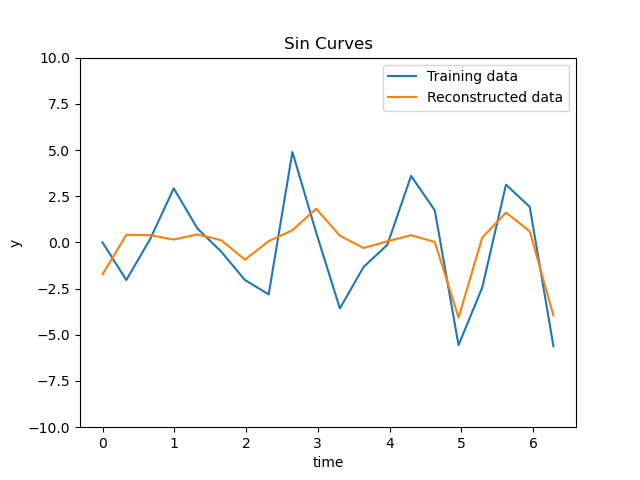 Sin Curves
Training data
Reconstructed data
10.0
7.5
5.0
2.5
0.0
−2.5
−5.0
−7.5
−10.0
y
0 1 2 3 4 5 6
time